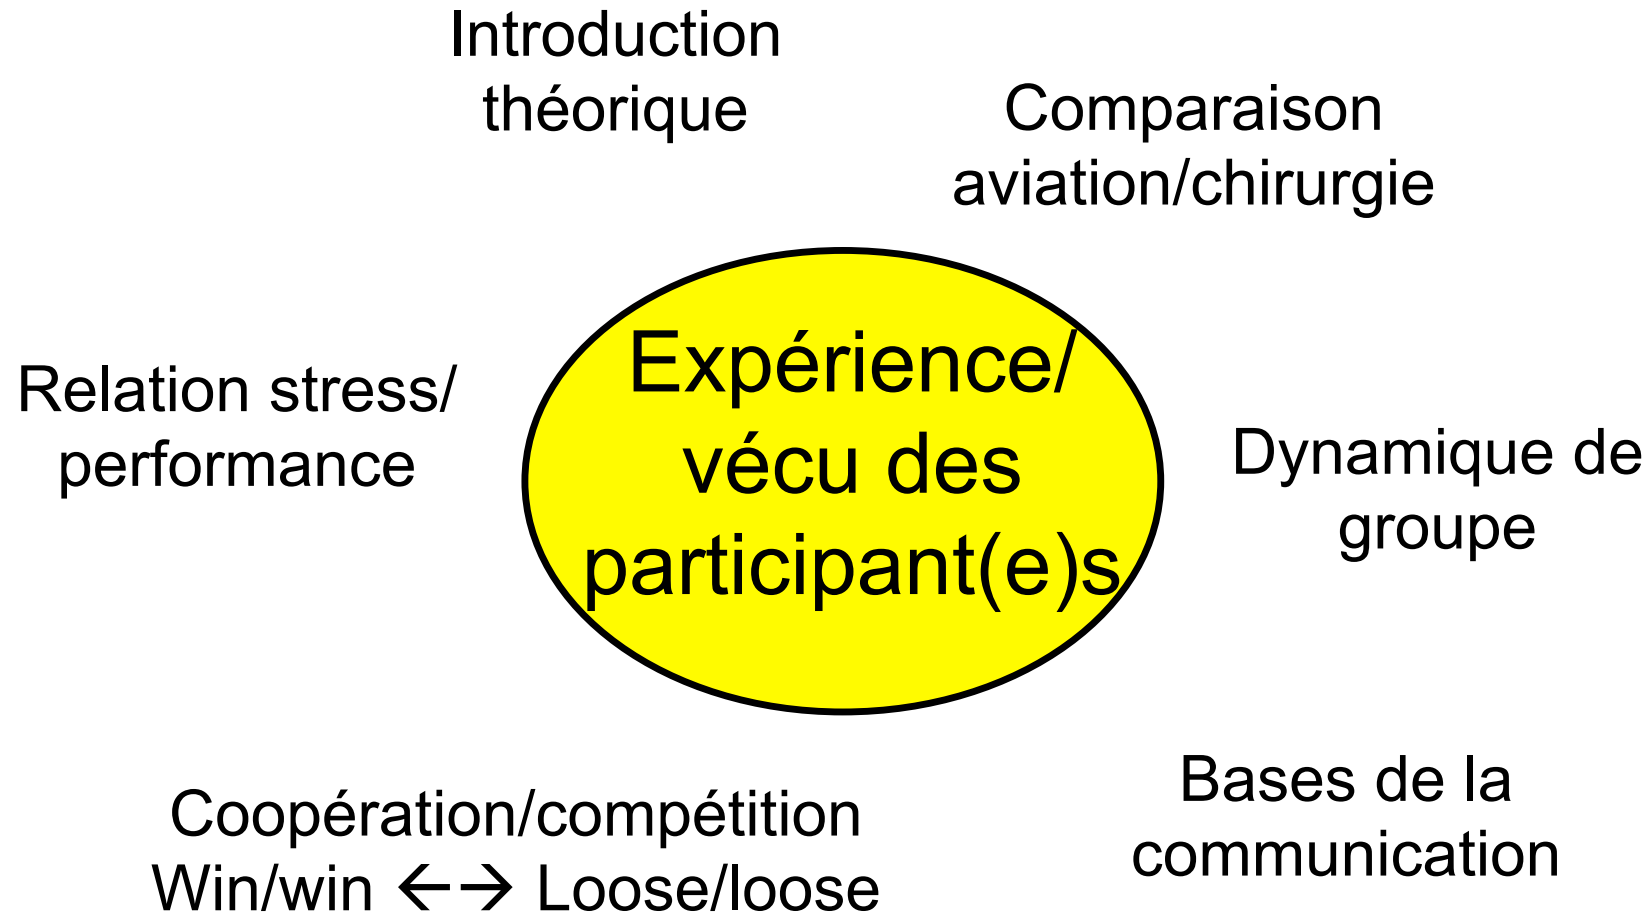 Introduction
théorique
Comparaison
aviation/chirurgie
Expérience/
vécu des
participant(e)s
Relation stress/
performance
Dynamique de
groupe
Bases de la
communication
Coopération/compétition
Win/win ←→ Loose/loose